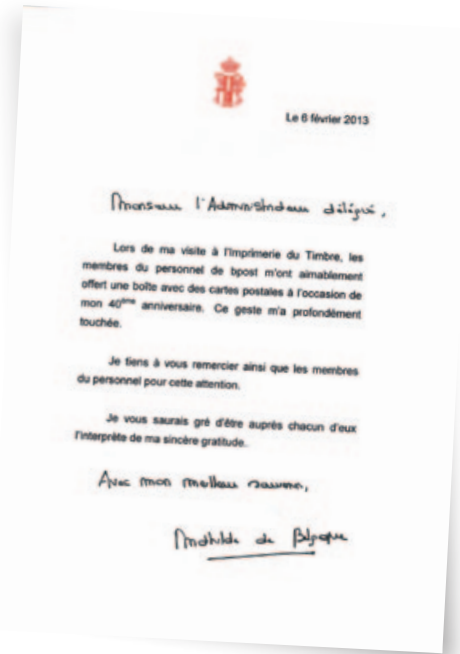 Le 6 février 2013
Monsieur l'Administrateur délégué,
Lors de ma visite à l'Imprimerie du Timbre, les
membres du personnel de bpost m'ont aimablement
offert une boîte avec des cartes postales à l'occasion de
mon 40ème anniversaire. Ce geste m'a profondément
touchée.
Je tiens à vous remercier ainsi que les membres
du personnel pour cette attention.
Je vous saurais gré d'être auprès chacun d'eux
l'interprète de ma sincère gratitude.
Avec mon meilleur souvenir,
Mathilde de Belgique